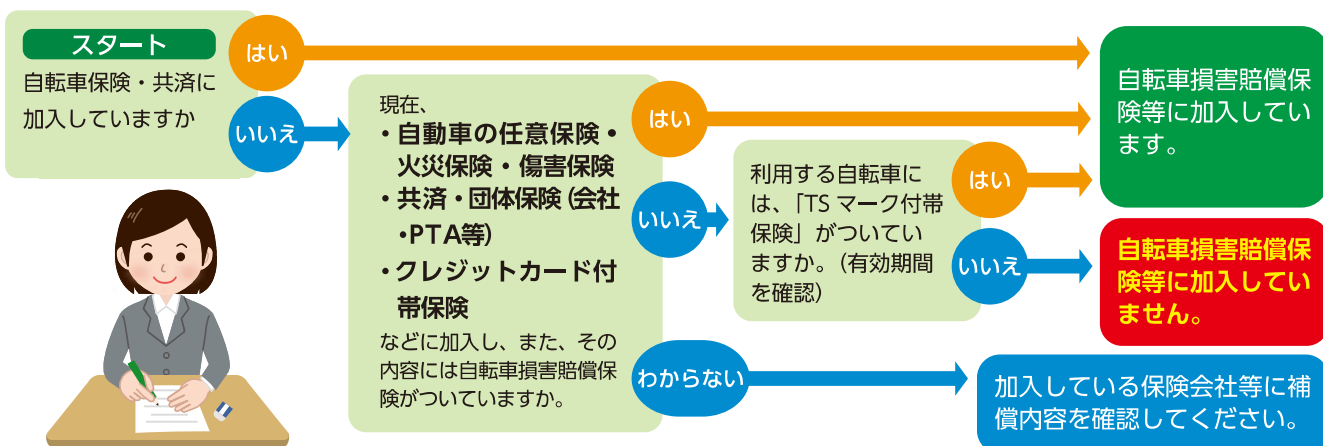 スタート
自転車保険・共済に
加入していますか
はい
いいえ
現在、
・自動車の任意保険・
火災保険・傷害保険
・共済・団体保険(会社
・PTA等)
・クレジットカード付
帯保険
などに加入し、また、その
内容には自転車損害賠償保
険がついていますか。
はい
いいえ
わからない
利用する自転車に
は、「TSマーク付帯
保険」がついてい
ますか。(有効期間
を確認)
はい
いいえ
自転車損害賠償保
険等に加入してい
ます。
自転車損害賠償保
険等に加入してい
ません。
加入している保険会社等に補
償内容を確認してください。